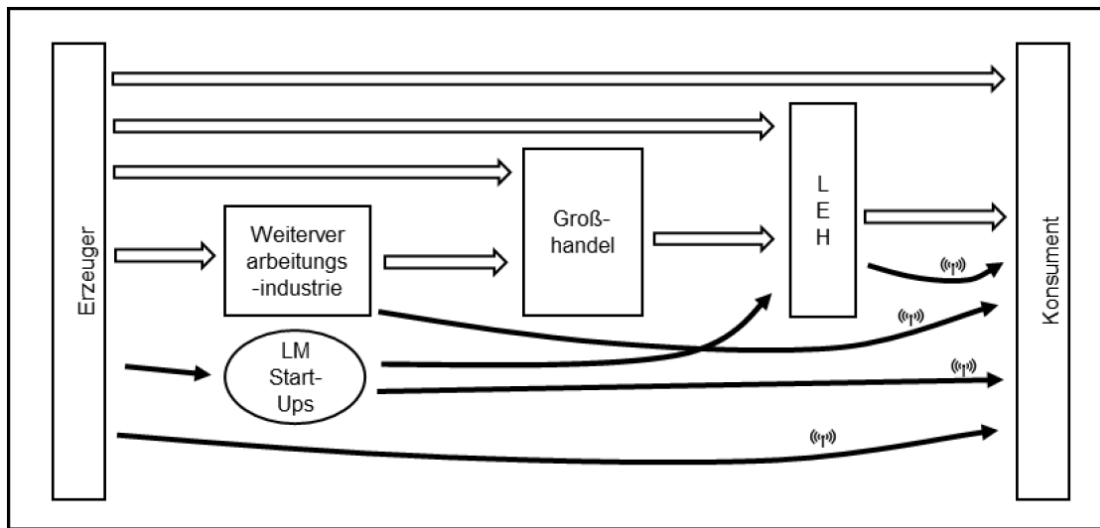 Erzeuger
Weiterver
arbeitungs
-industrie
LM
Start-
Ups
Groß-
handel
L
E
H
Konsument